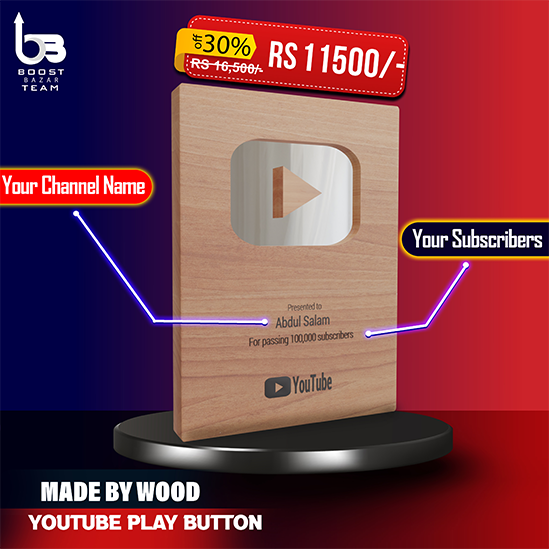 BOOST
BAZAR
TEAM
off 30%
RS 16,500/-
RS 11500/-
Your Channel Name
Your Subscribers
Presented to
Abdul Salam
For passing 100,000 subscribers
YouTube
MADE BY WOOD
YOUTUBE PLAY BUTTON